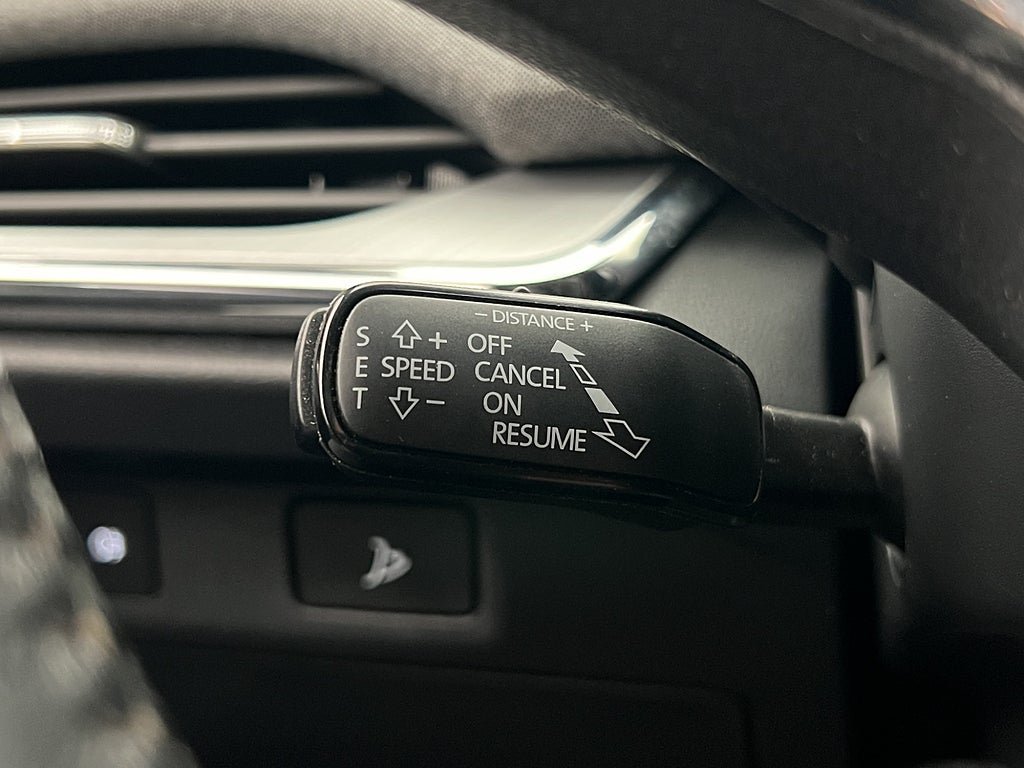 - DISTANCE +
S + OFF
E SPEED CANCEL
T - ON
RESUME